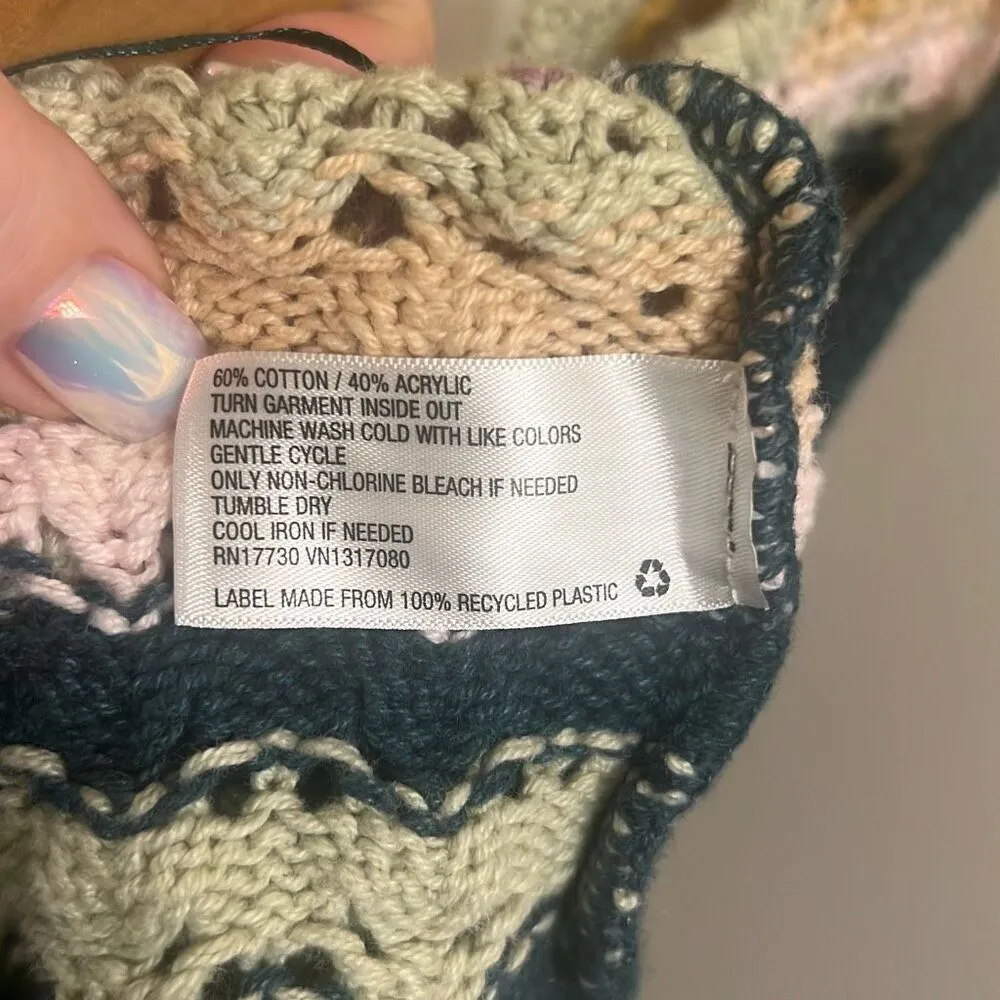 60% COTTON / 40% ACRYLIC
TURN GARMENT INSIDE OUT
MACHINE WASH COLD WITH LIKE COLORS
GENTLE CYCLE
ONLY NON-CHLORINE BLEACH IF NEEDED
TUMBLE DRY
COOL IRON IF NEEDED
RN17730 VN1317080
LABEL MADE FROM 100% RECYCLED PLASTIC